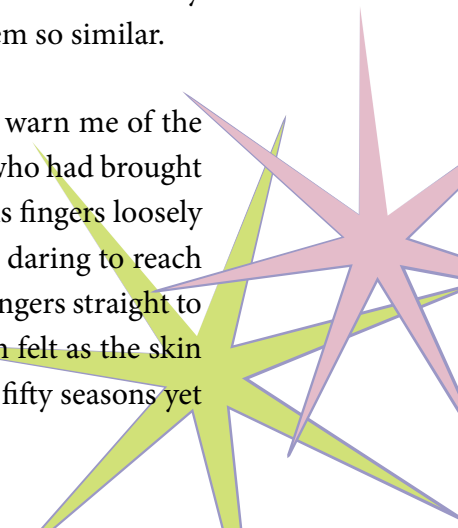 em so similar.
warn me of the
who had brought
s fingers loosely
daring to reach
ngers straight to
felt as the skin
fifty seasons yet